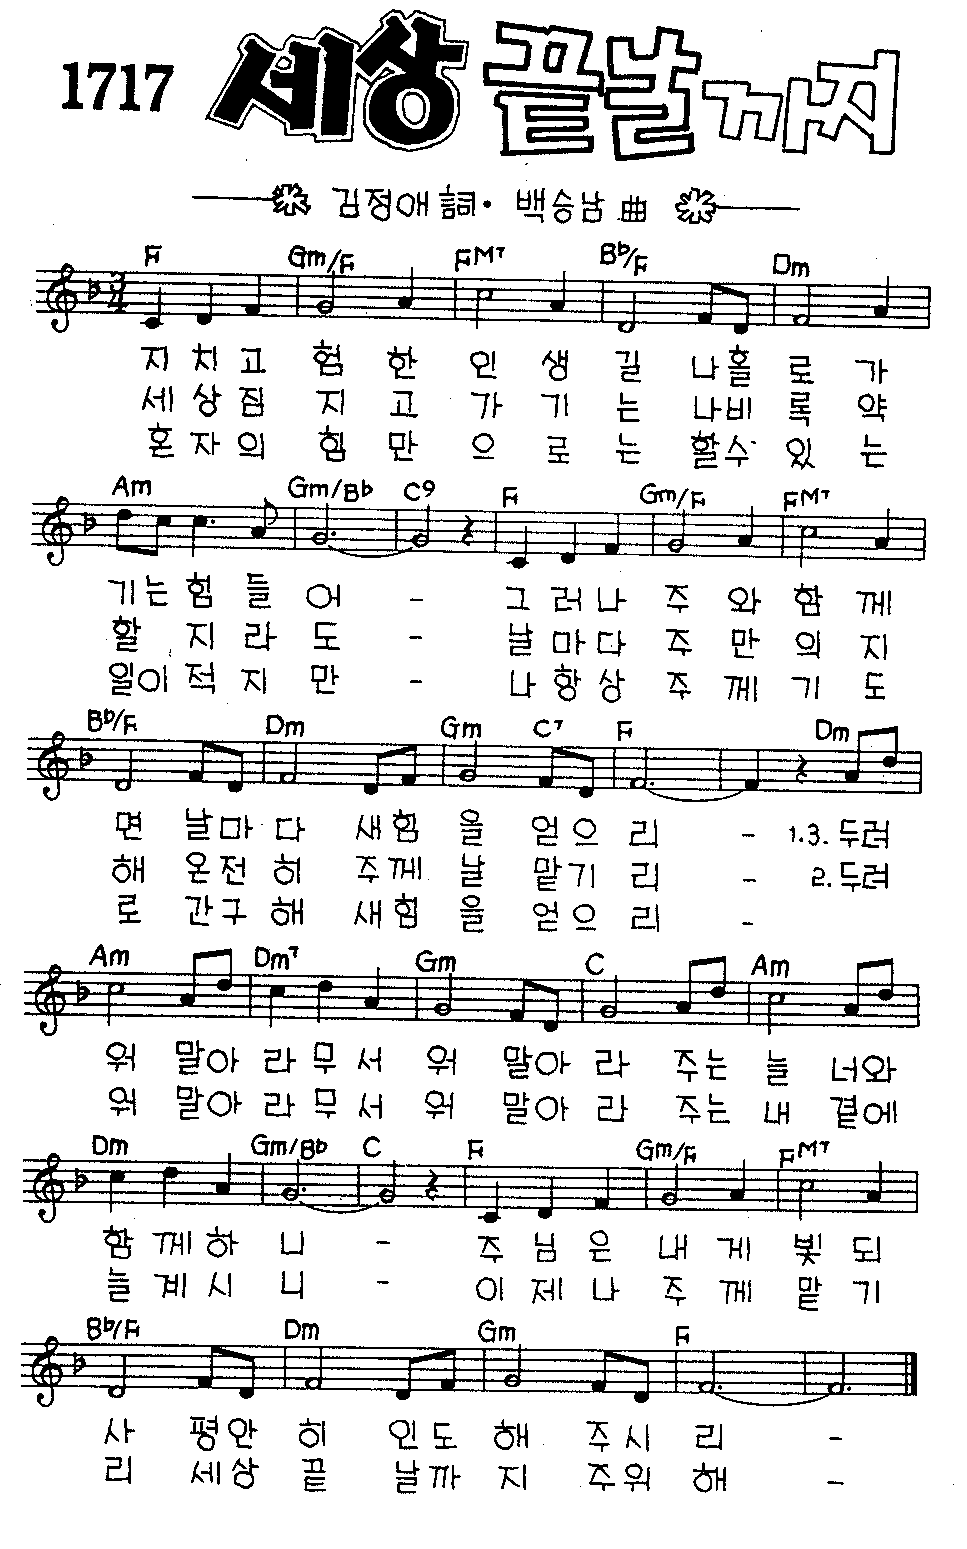 1717 세상 끝날까지
김정애 詞 · 백승남 曲
F Gm/F FM7 B♭/F Dm
3/4
지치고 험한 인생길 나홀로가
세상짐 지고 가기는 나비록약
혼자의 힘만으로는 할수있는
Am Gm/B♭ C9 F Gm/F FM7
기는힘들어 - 그러나 주와함께
할지라도 - 날마다 주만의지
일이적지만 - 나항상 주께기도
B♭/F Dm Gm C7 F Dm
면 날마다 새힘을 얻으리 - 1.3. 두려
해 온전히 주께날 맡기리 - 2. 두려
로 간구해 새힘을 얻으리 -
Am Dm7 Gm C Am
워 말아라 무서워 말아라 주는 늘 너와
워 말아라 무서워 말아라 주는 내 곁에
Dm Gm/B♭ C F Gm/F FM7
함께하니 - 주님은 내게 빛되
늘계시니 - 이제나 주께 맡기
B♭/F Dm Gm F
사 평안히 인도해 주시리 -
리 세상끝 날까지 주위해 -